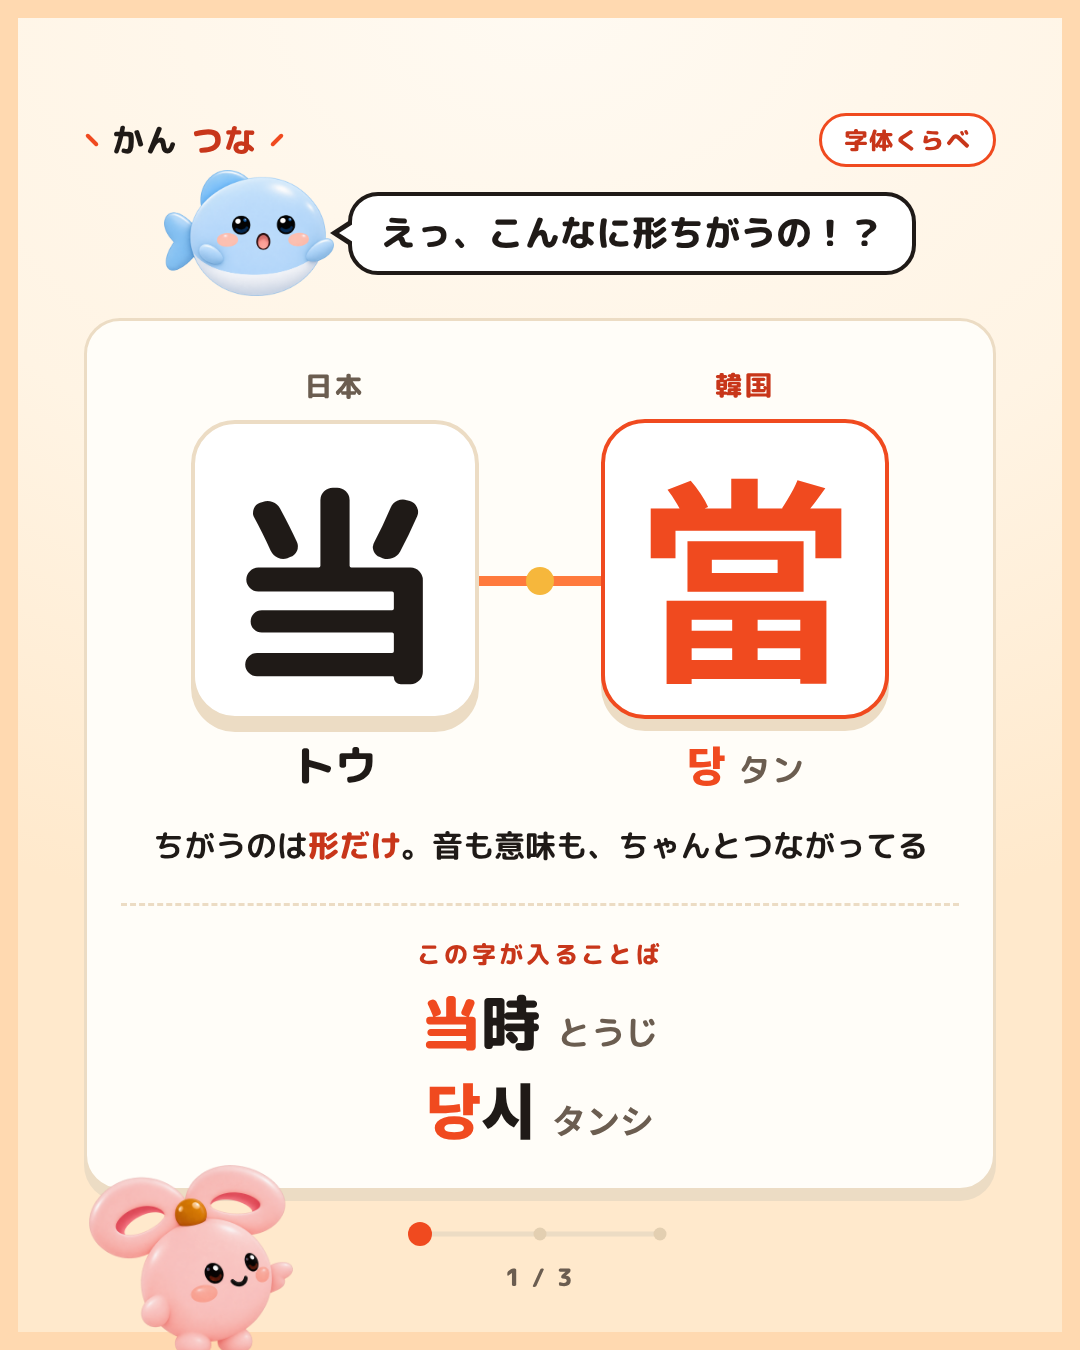 かん つな
字体くらべ
えっ、こんなに形ちがうの！？
日本
韓国
当
當
トウ
당 タン
ちがうのは形だけ。音も意味も、ちゃんとつながってる
この字が入ることば
当時 とうじ
당시 タンシ
1 / 3